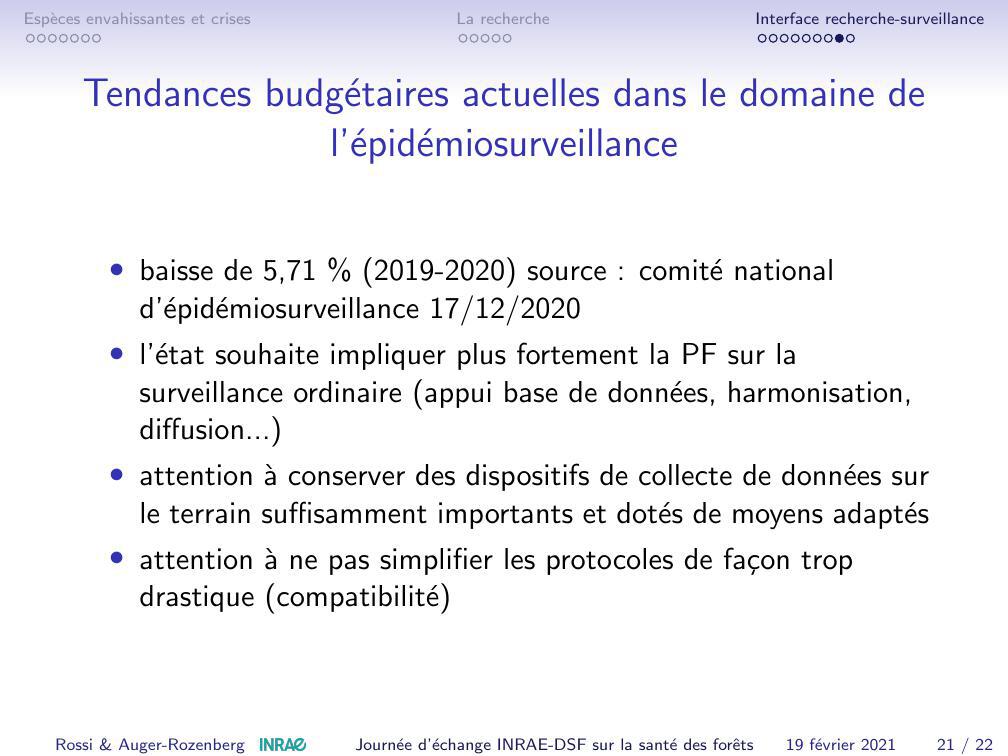 Espèces envahissantes et crises
La recherche
Interface recherche-surveillance
Tendances budgétaires actuelles dans le domaine de
l'épidémiosurveillance
• baisse de 5,71 % (2019-2020) source : comité national
d'épidémiosurveillance 17/12/2020
• l'état souhaite impliquer plus fortement la PF sur la
surveillance ordinaire (appui base de données, harmonisation,
diffusion...)
• attention à conserver des dispositifs de collecte de données sur
le terrain suffisamment importants et dotés de moyens adaptés
• attention à ne pas simplifier les protocoles de façon trop
drastique (compatibilité)
Rossi & Auger-Rozenberg INRAE Journée d'échange INRAE-DSF sur la santé des forêts 19 février 2021 21 / 22